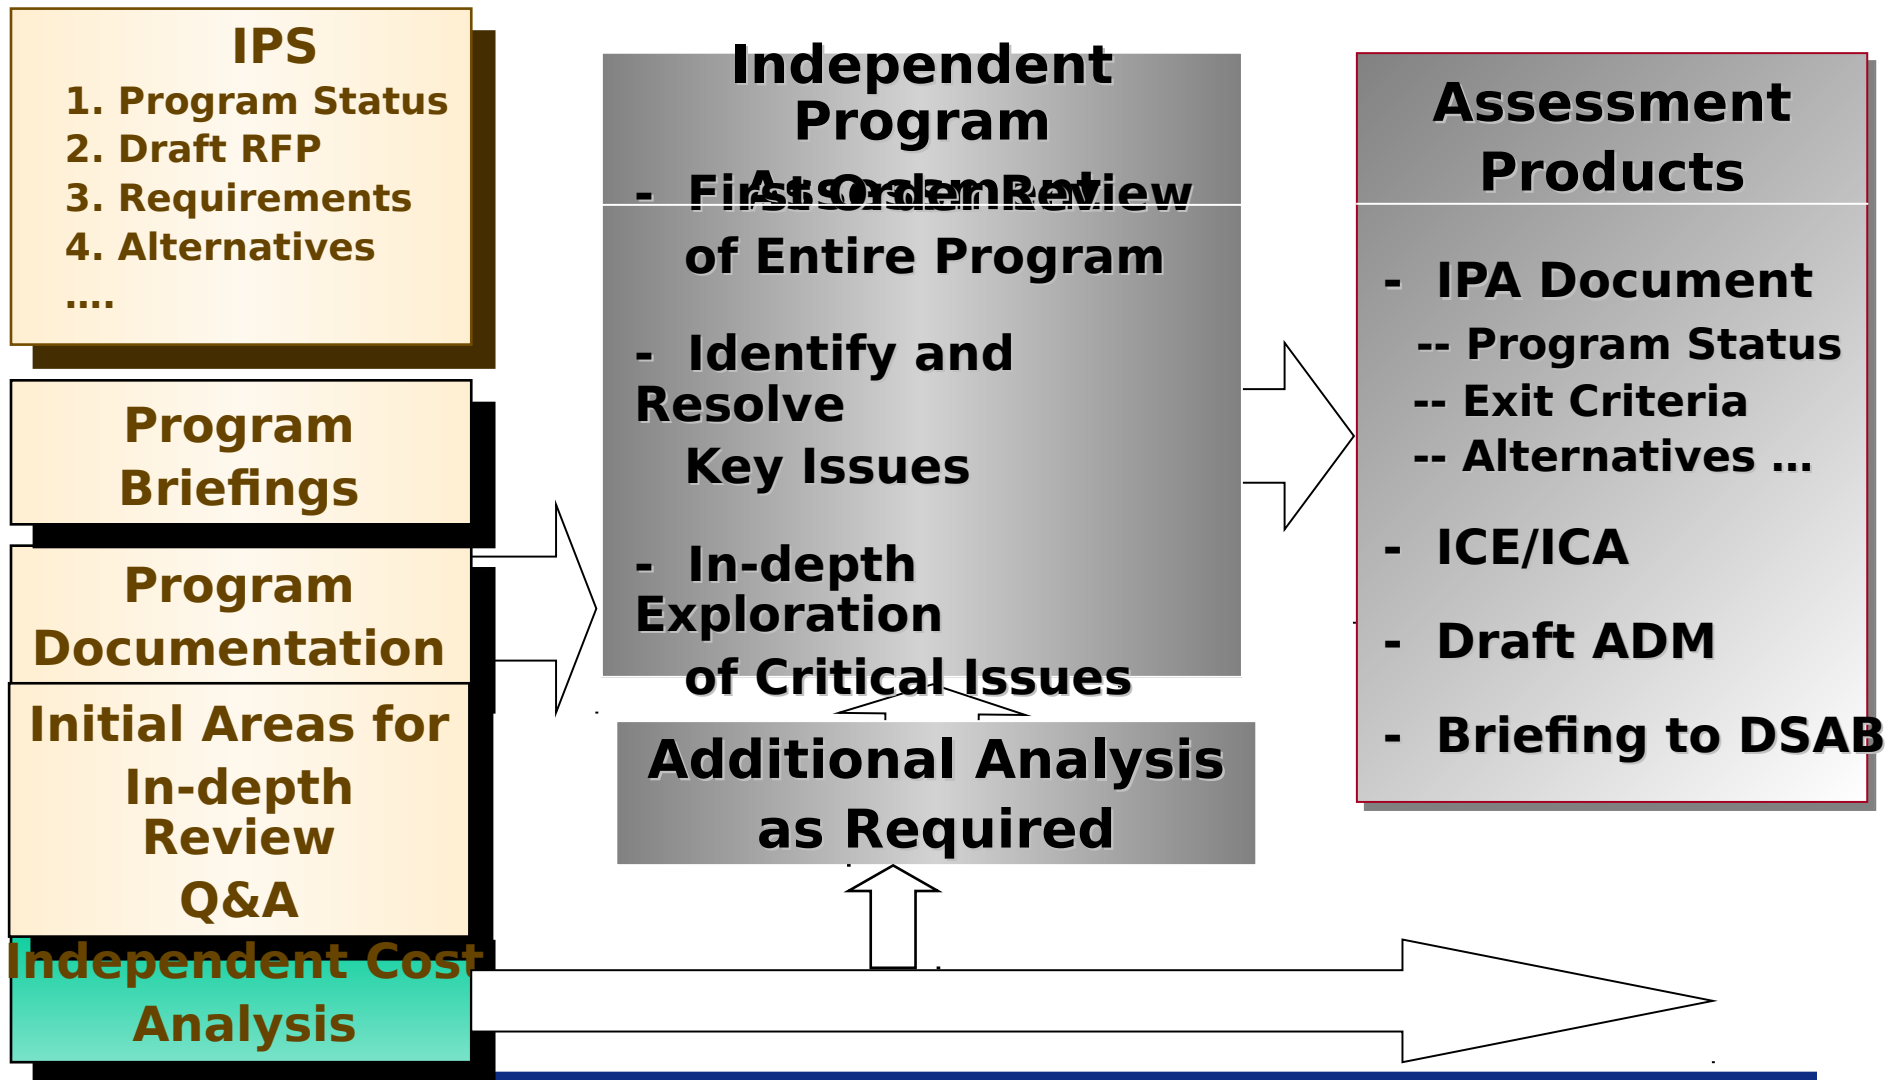 IPS
1. Program Status
2. Draft RFP
3. Requirements
4. Alternatives
....
Program
Briefings
Program
Documentation
Initial Areas for
In-depth
Review
Q&A
Independent Cost
Analysis
Independent
Program
Assessment
- First Order Review
of Entire Program
- Identify and
Resolve
Key Issues
- In-depth
Exploration
of Critical Issues
Additional Analysis
as Required
Assessment
Products
- IPA Document
-- Program Status
-- Exit Criteria
-- Alternatives …
- ICE/ICA
- Draft ADM
- Briefing to DSAB